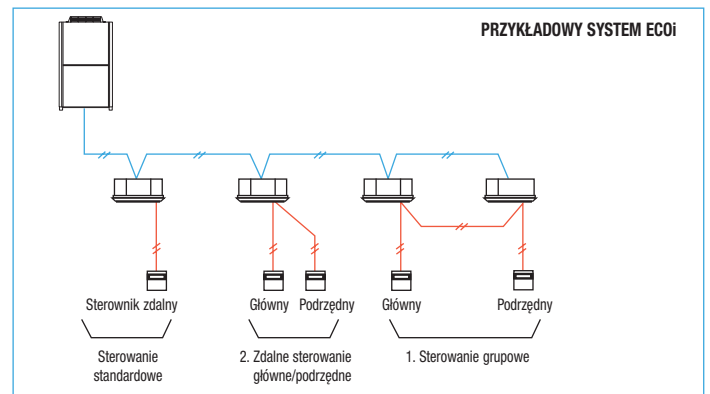 PRZYKŁADOWY SYSTEM ECOi
Sterownik zdalny
Główny
Podrzędny
Główny
Podrzędny
Sterowanie
standardowe
2. Zdalne sterowanie
główne/podrzędne
1. Sterowanie grupowe